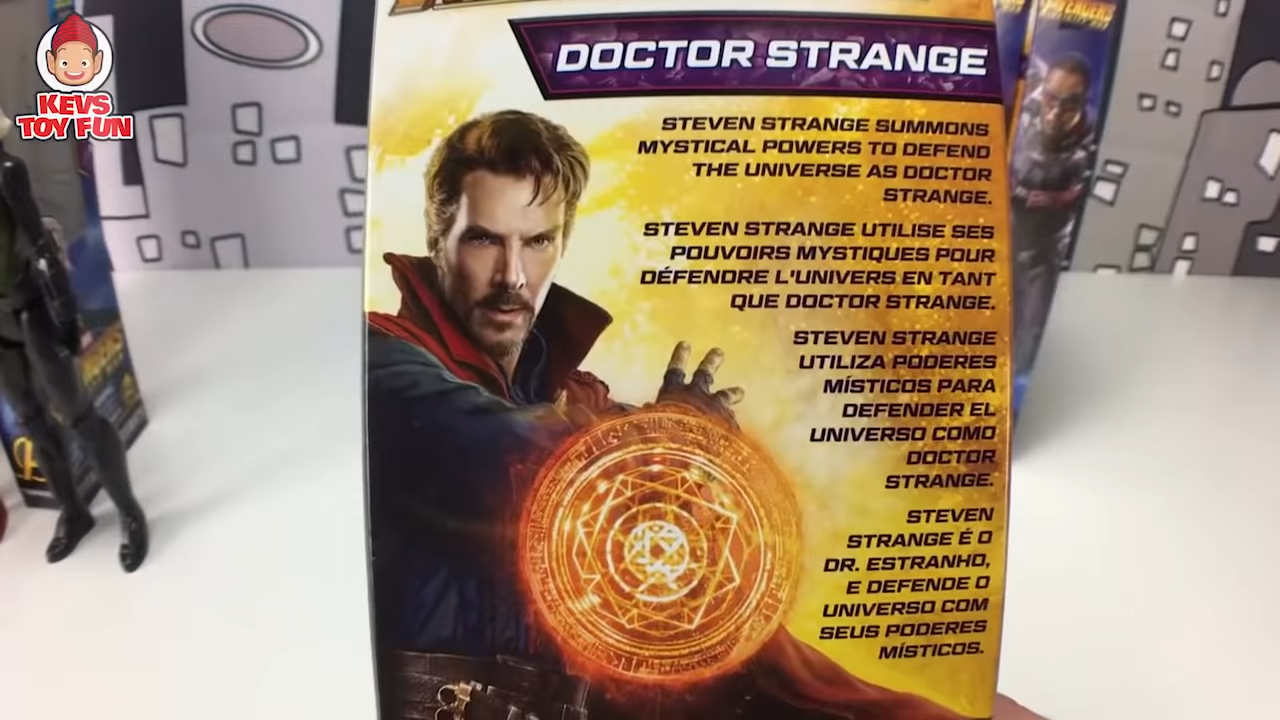 KEVS
TOY FUN
DOCTOR STRANGE
STEVEN STRANGE SUMMONS
MYSTICAL POWERS TO DEFEND
THE UNIVERSE AS DOCTOR
STRANGE.
STEVEN STRANGE UTILISE SES
POUVOIRS MYSTIQUES POUR
DÉFENDRE L'UNIVERS EN TANT
QUE DOCTOR STRANGE.
STEVEN STRANGE
UTILIZA PODERES
MÍSTICOS PARA
DEFENDER EL
UNIVERSO COMO
DOCTOR
STRANGE.
STEVEN
STRANGE É O
DR. ESTRANHO,
E DEFENDE O
UNIVERSO COM
SEUS PODERES
MÍSTICOS.
AVENGERS